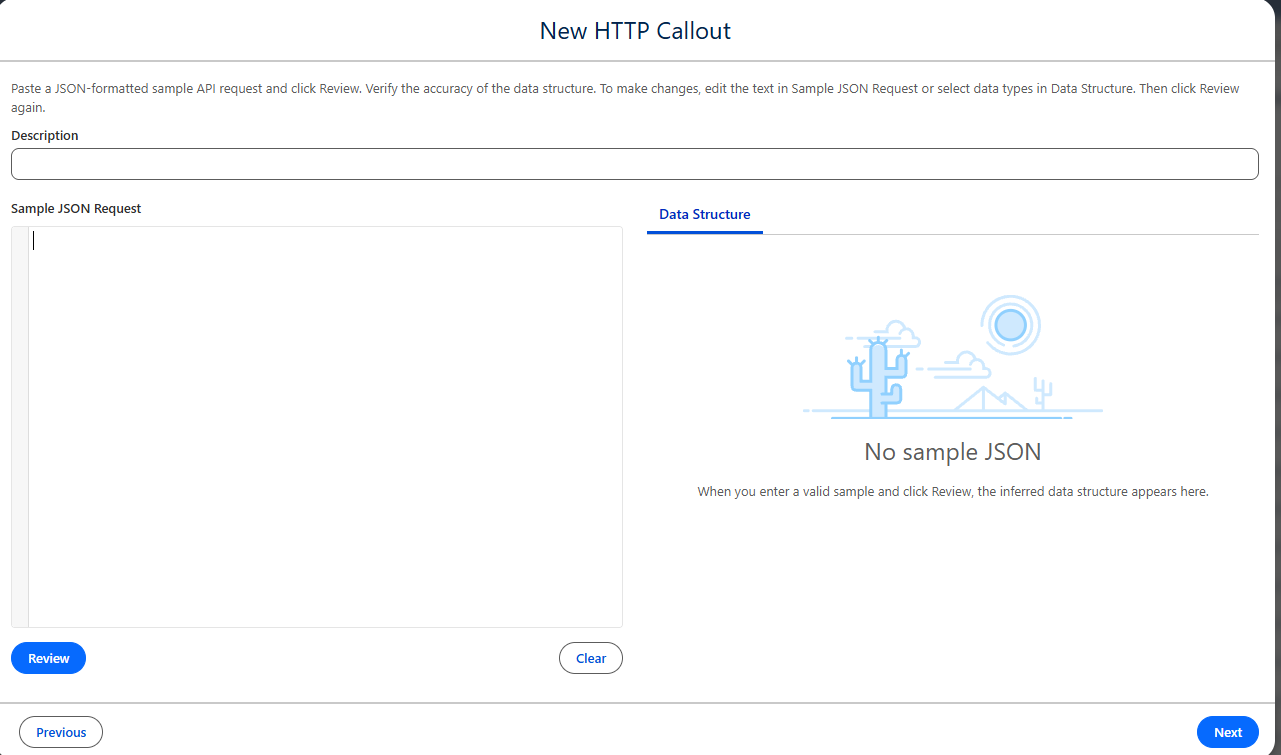 New HTTP Callout
Paste a JSON-formatted sample API request and click Review. Verify the accuracy of the data structure. To make changes, edit the text in Sample JSON Request or select data types in Data Structure. Then click Review
again.
Description
Sample JSON Request
Data Structure
No sample JSON
When you enter a valid sample and click Review, the inferred data structure appears here.
Review
Clear
Previous
Next